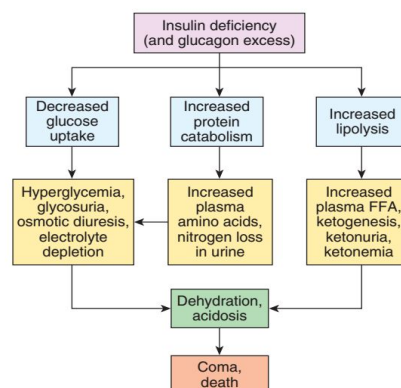 Insulin deficiency
(and glucagon excess)
Decreased
glucose
uptake
Increased
protein
catabolism
Increased
lipolysis
Hyperglycemia,
glycosuria,
osmotic diuresis,
electrolyte
depletion
Increased
plasma
amino acids,
nitrogen loss
in urine
Increased
plasma FFA,
ketogenesis,
ketonuria,
ketonemia
Dehydration,
acidosis
Coma,
death